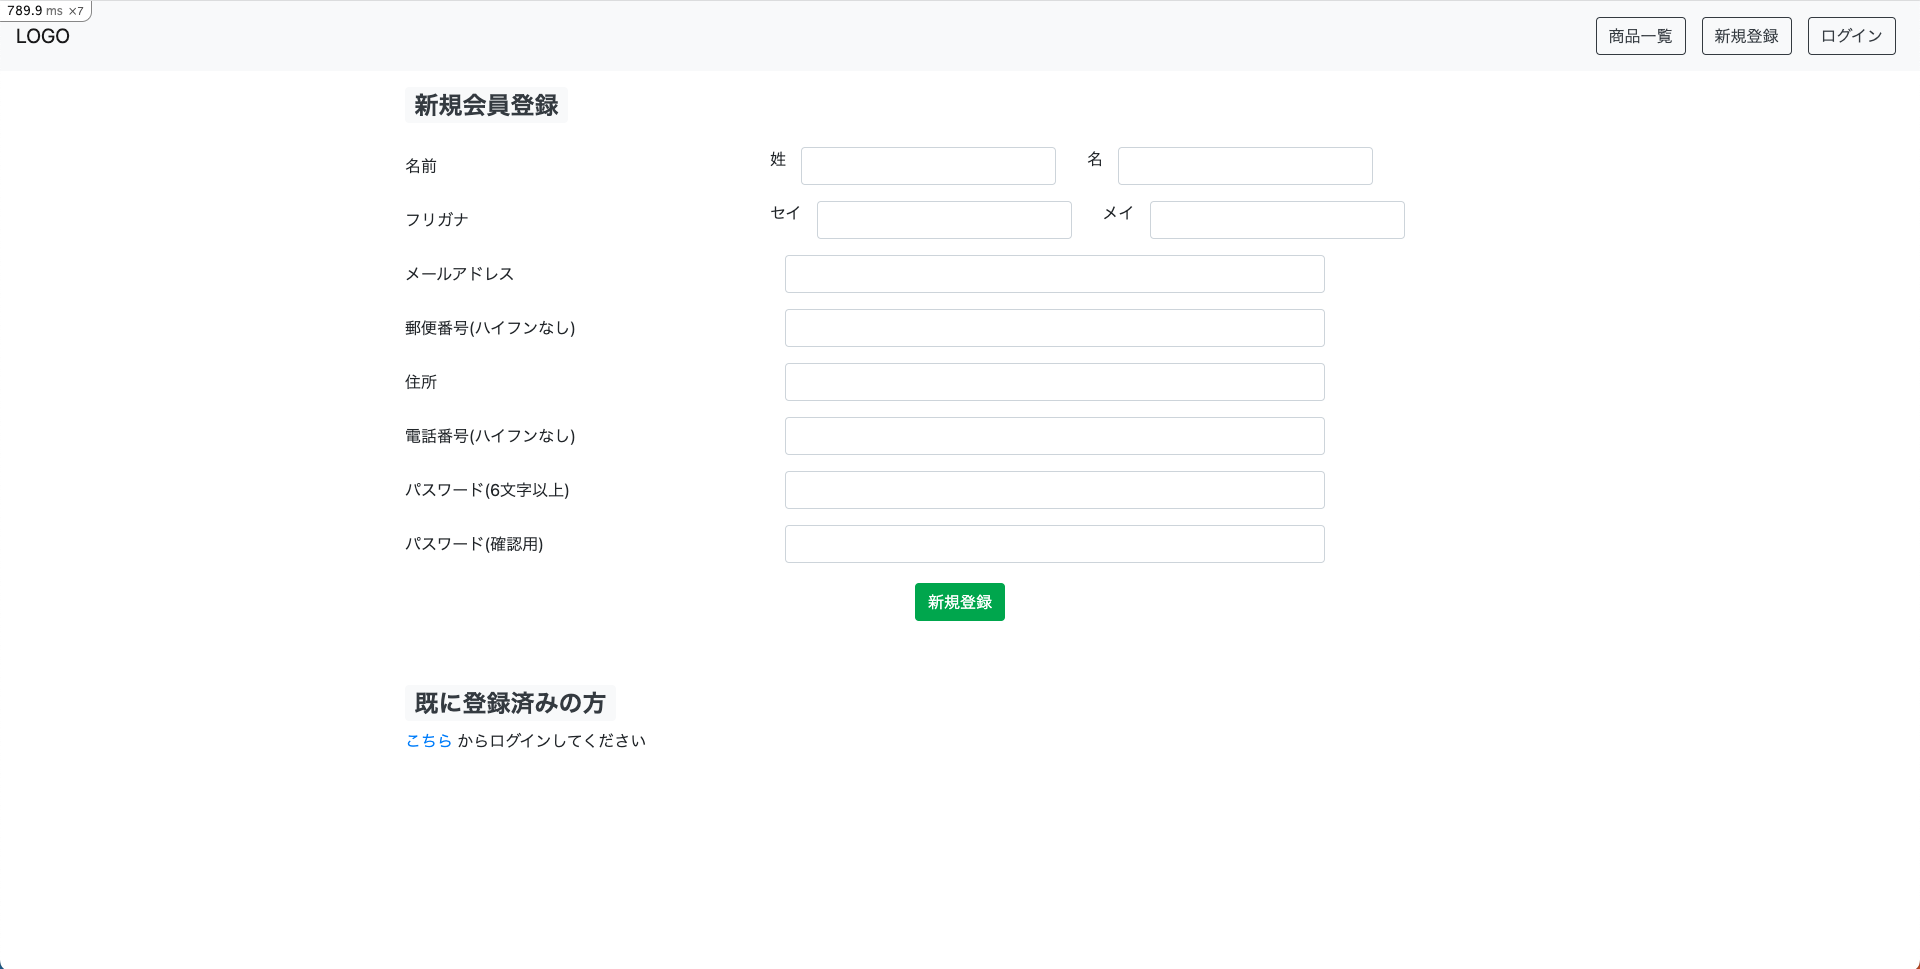 789.9 ms ×7
LOGO
商品一覧 新規登録 ログイン
新規会員登録
名前 姓 名
フリガナ セイ メイ
メールアドレス
郵便番号(ハイフンなし)
住所
電話番号(ハイフンなし)
パスワード(6文字以上)
パスワード(確認用)
新規登録
既に登録済みの方
こちら からログインしてください